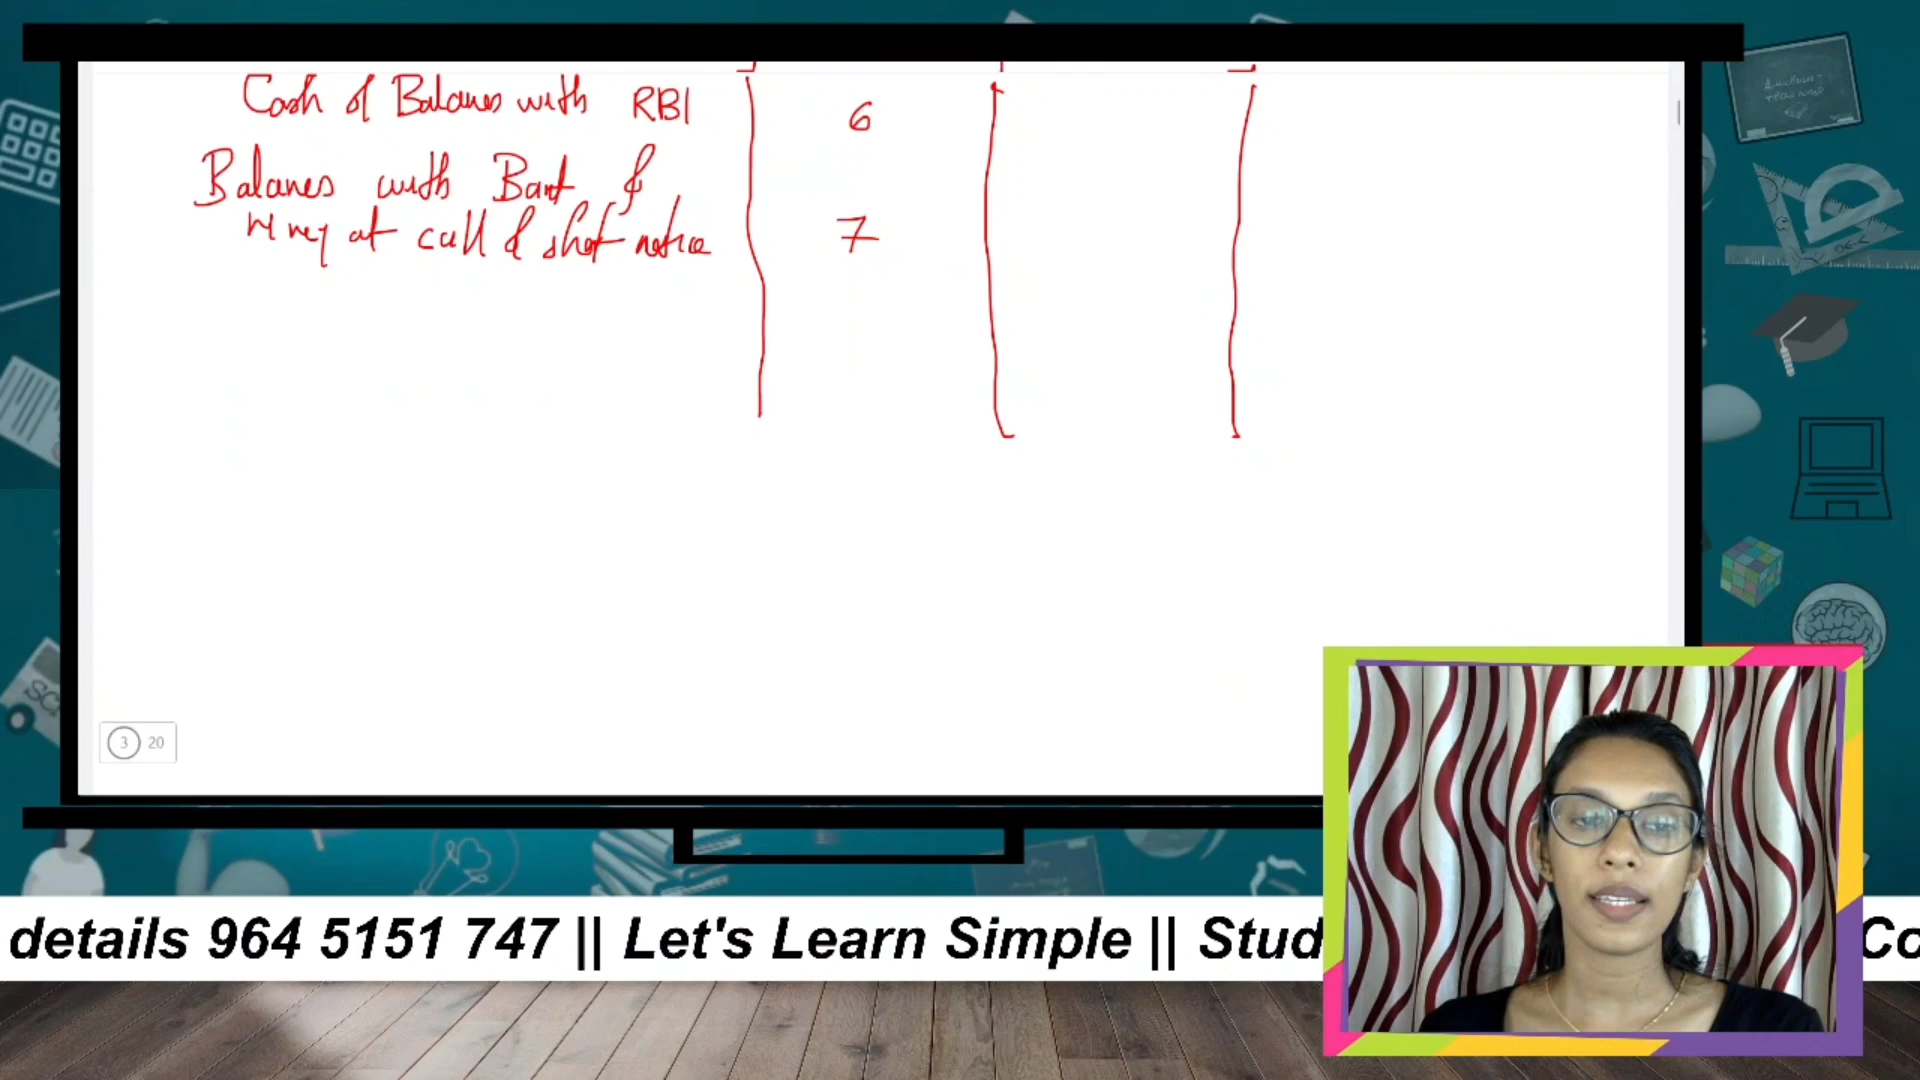 Cash & Balances with RBI 6
Balances with Bank &
Money at call & short notice 7
3 20
details 964 5151 747 || Let's Learn Simple || Stud
Co